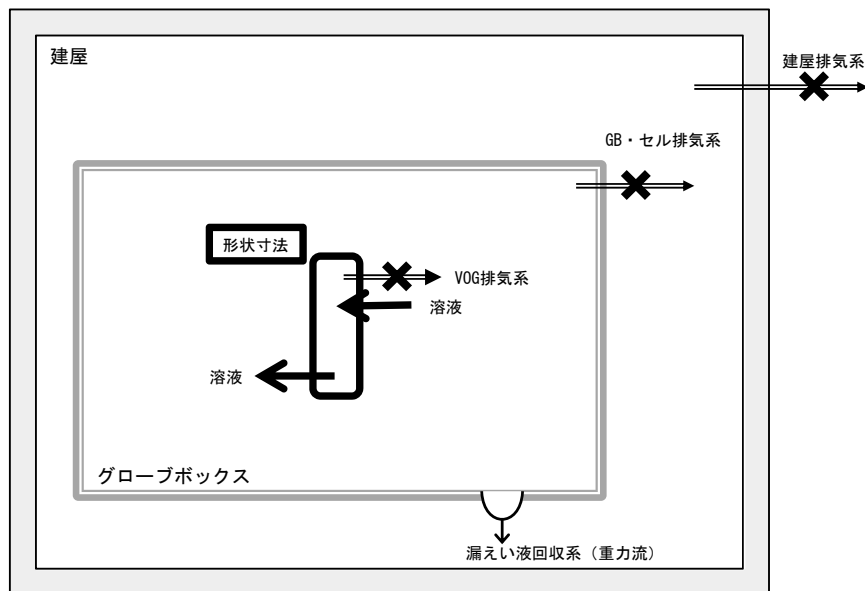 建屋
建屋排気系
GB・セル排気系
形状寸法
VOG排気系
溶液
溶液
グローブボックス
漏えい液回収系（重力流）